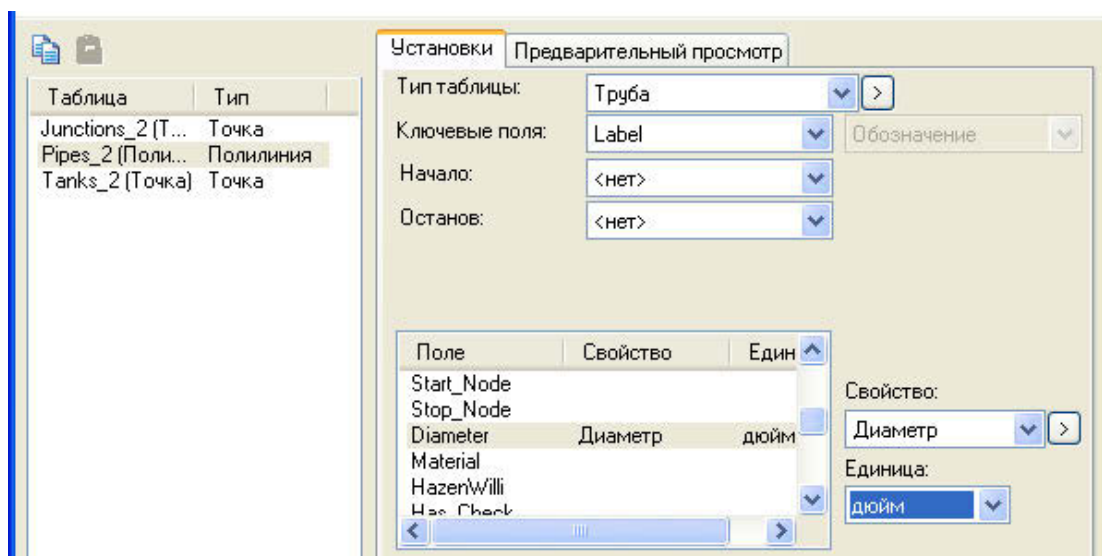 Установки Предварительный просмотр
Таблица Тип
Junctions_2 (Т... Точка
Pipes_2 (Поли... Полилиния
Tanks_2 (Точка) Точка
Тип таблицы: Труба >
Ключевые поля: Label Обозначение
Начало: <нет>
Останов: <нет>
Поле Свойство Един
Start_Node
Stop_Node
Diameter Диаметр дюйм
Material
HazenWilli
Has_Check
Свойство:
Диаметр >
Единица:
дюйм